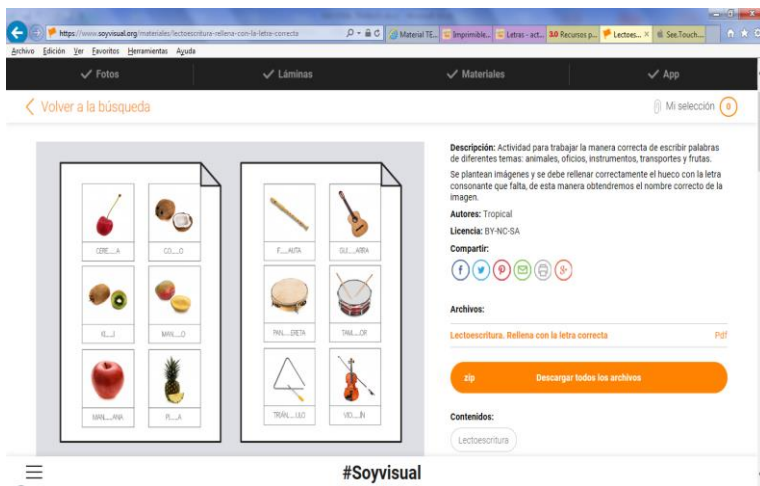 https://www.soyvisual.org/materiales/lectoescritura-rellena-con-la-letra-correcta
Material TE...
Imprimible...
Letras - act...
3.0 Recursos p...
Lectoes...
See.Touch....
Archivo Edición Ver Favoritos Herramientas Ayuda
Fotos Láminas Materiales App
Volver a la búsqueda
Mi selección 0
CERE__A CO__O
KI__I MAN__O
MAN__ANA PI__A
F__AUTA GUI__ARRA
PAN__ERETA TAM__OR
TRIÁN__ULO VIO__ÍN
Descripción: Actividad para trabajar la manera correcta de escribir palabras
de diferentes temas: animales, oficios, instrumentos, transportes y frutas.
Se plantean imágenes y se debe rellenar correctamente el hueco con la letra
consonante que falta, de esta manera obtendremos el nombre correcto de la
imagen.
Autores: Tropical
Licencia: BY-NC-SA
Compartir:
Archivos:
Lectoescritura. Rellena con la letra correcta Pdf
zip Descargar todos los archivos
Contenidos:
Lectoescritura
#Soyvisual